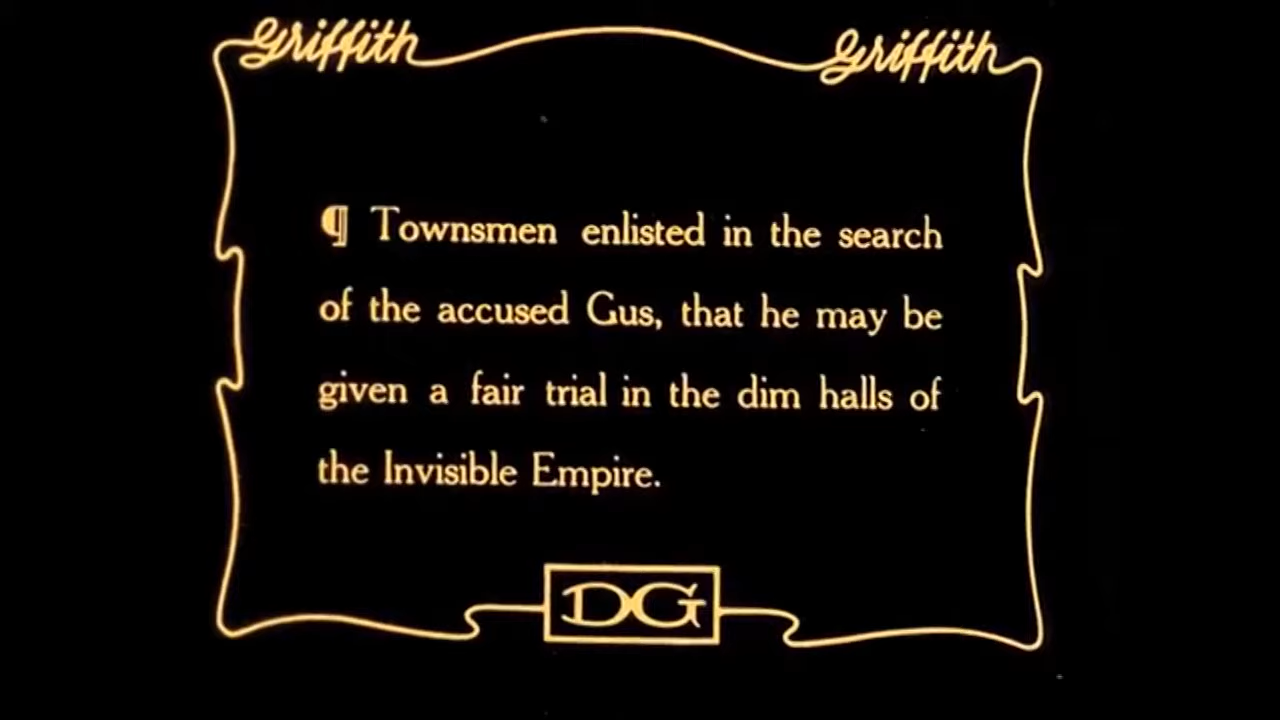 Griffith Griffith
¶ Townsmen enlisted in the search
of the accused Gus, that he may be
given a fair trial in the dim halls of
the Invisible Empire.
DG